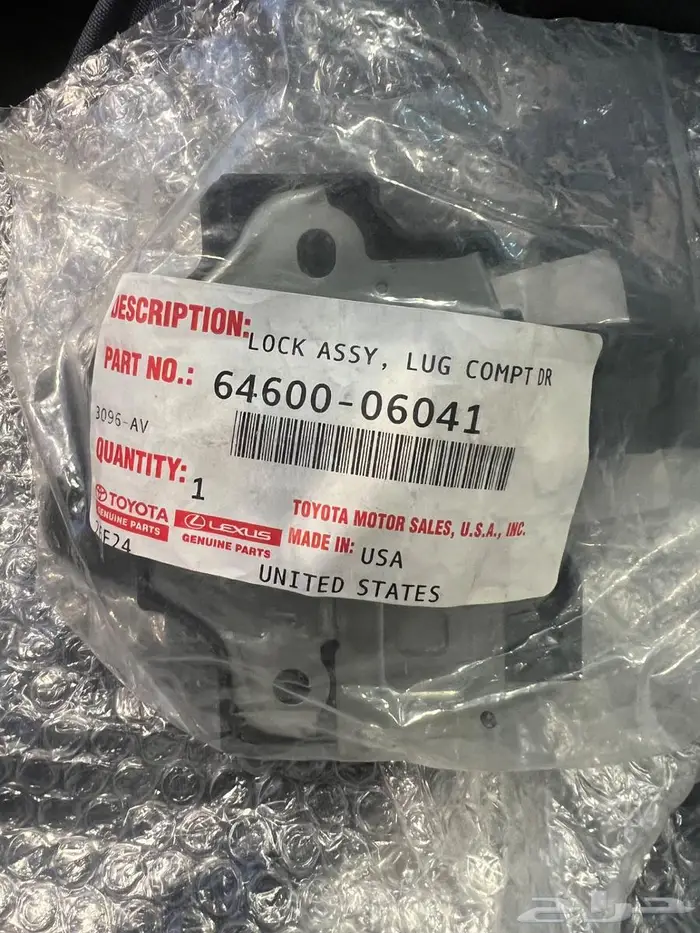 DESCRIPTION:
LOCK ASSY, LUG COMPT DR
PART NO.: 64600-06041
3096-AV
QUANTITY: 1
TOYOTA
GENUINE PARTS
LEXUS
GENUINE PARTS
TOYOTA MOTOR SALES, U.S.A., INC.
MADE IN: USA
UNITED STATES
حراج